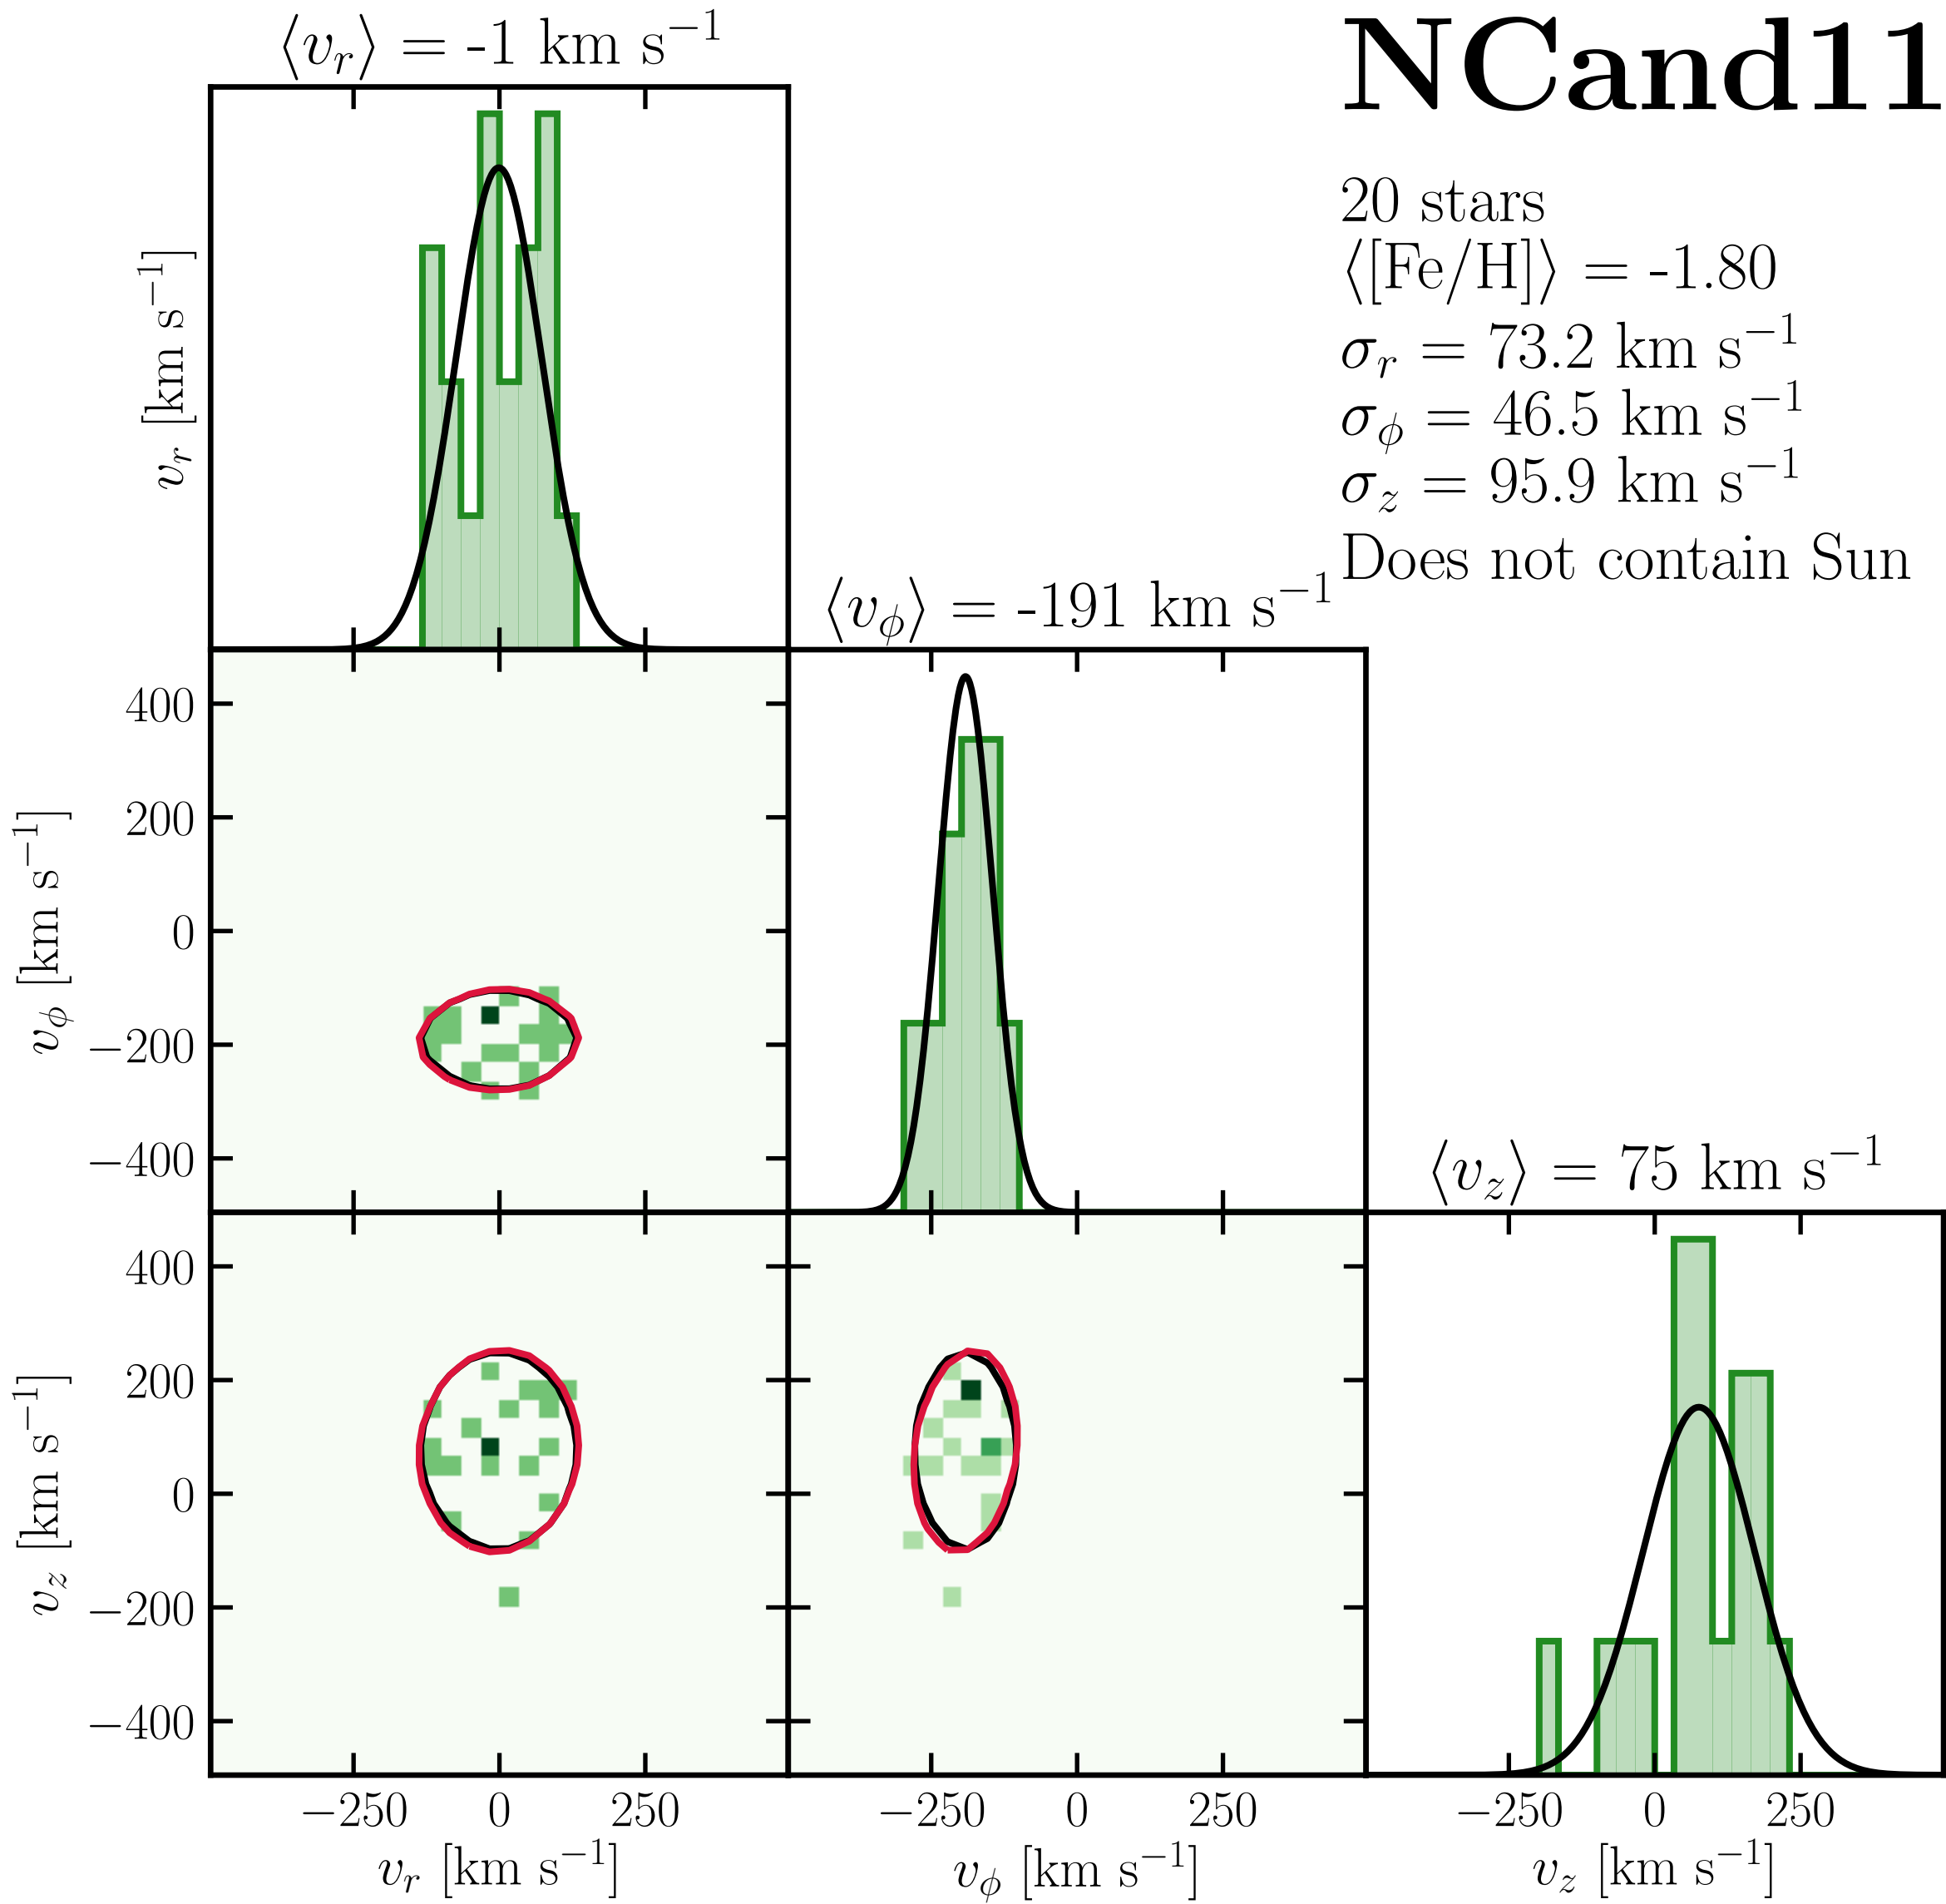 ⟨v_r⟩ = -1 km s⁻¹
NCand11
20 stars
⟨[Fe/H]⟩ = -1.80
σ_r = 73.2 km s⁻¹
σ_ϕ = 46.5 km s⁻¹
σ_z = 95.9 km s⁻¹
Does not contain Sun
v_r [km s⁻¹]
⟨v_ϕ⟩ = -191 km s⁻¹
400
200
0
−200
−400
v_ϕ [km s⁻¹]
⟨v_z⟩ = 75 km s⁻¹
400
200
0
−200
−400
v_z [km s⁻¹]
−250 0 250
−250 0 250
−250 0 250
v_r [km s⁻¹]
v_ϕ [km s⁻¹]
v_z [km s⁻¹]